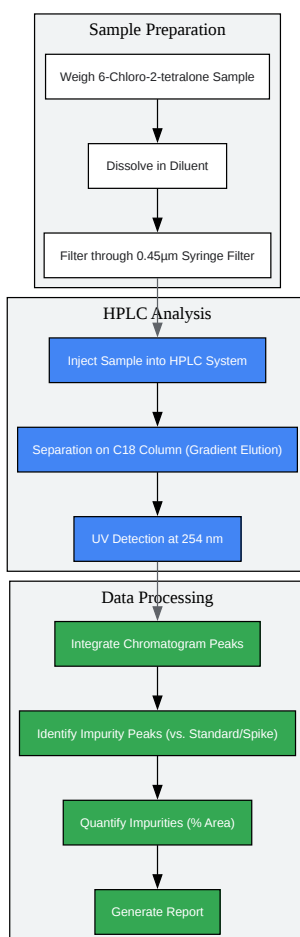 Sample Preparation
Weigh 6-Chloro-2-tetralone Sample
Dissolve in Diluent
Filter through 0.45µm Syringe Filter
HPLC Analysis
Inject Sample into HPLC System
Separation on C18 Column (Gradient Elution)
UV Detection at 254 nm
Data Processing
Integrate Chromatogram Peaks
Identify Impurity Peaks (vs. Standard/Spike)
Quantify Impurities (% Area)
Generate Report